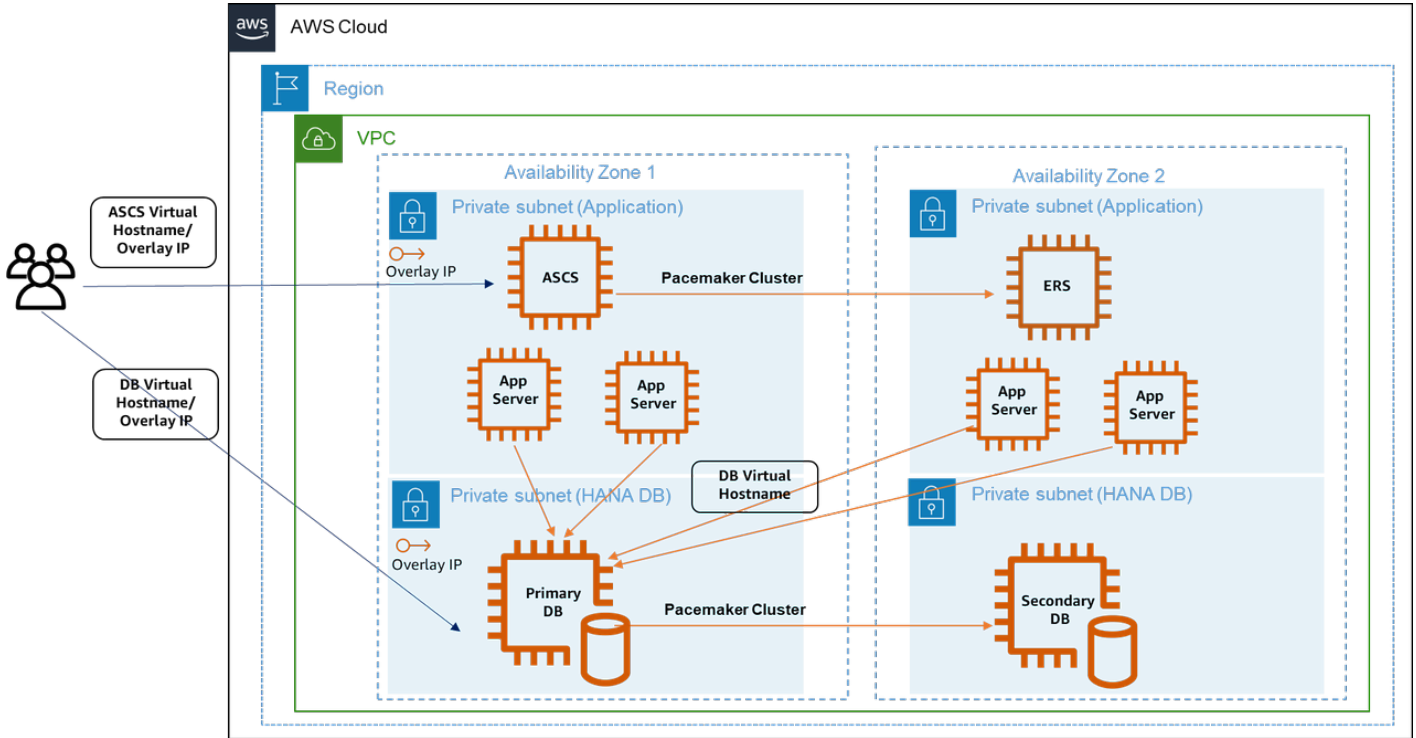 aws
AWS Cloud
Region
VPC
Availability Zone 1
Availability Zone 2
Private subnet (Application)
Private subnet (Application)
ASCS Virtual
Hostname/
Overlay IP
Overlay IP
ASCS
Pacemaker Cluster
ERS
App
Server
App
Server
App
Server
App
Server
DB Virtual
Hostname/
Overlay IP
DB Virtual
Hostname
Private subnet (HANA DB)
Private subnet (HANA DB)
Overlay IP
Primary
DB
Pacemaker Cluster
Secondary
DB